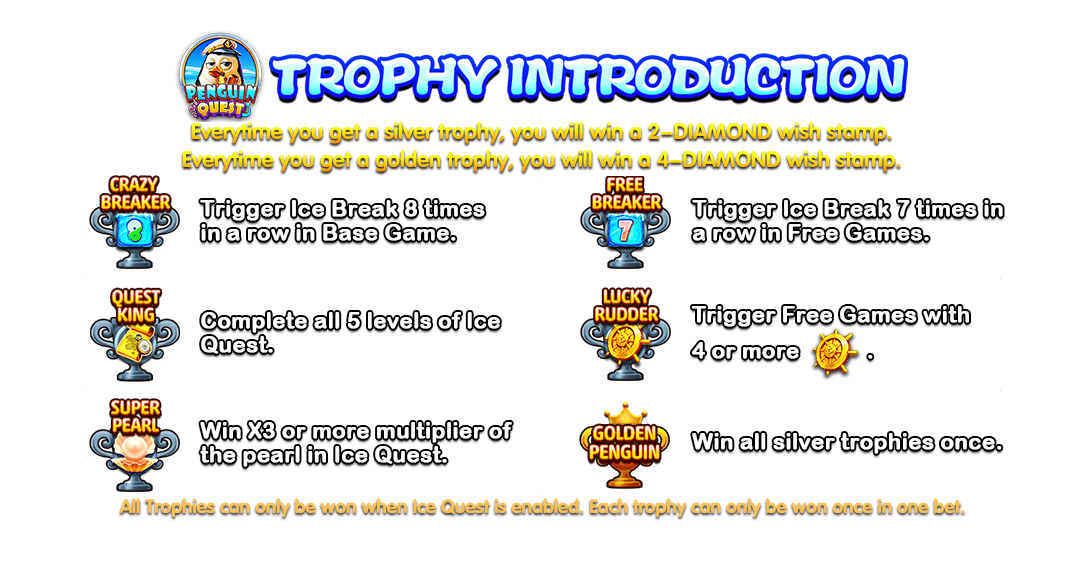 PENGUIN
QUEST
TROPHY INTRODUCTION
Everytime you get a silver trophy, you will win a 2-DIAMOND wish stamp.
Everytime you get a golden trophy, you will win a 4-DIAMOND wish stamp.
CRAZY
BREAKER
8
Trigger Ice Break 8 times
in a row in Base Game.
FREE
BREAKER
7
Trigger Ice Break 7 times in
a row in Free Games.
QUEST
KING
Complete all 5 levels of Ice
Quest.
LUCKY
RUDDER
Trigger Free Games with
4 or more .
SUPER
PEARL
Win X3 or more multiplier of
the pearl in Ice Quest.
GOLDEN
PENGUIN
Win all silver trophies once.
All Trophies can only be won when Ice Quest is enabled. Each trophy can only be won once in one bet.